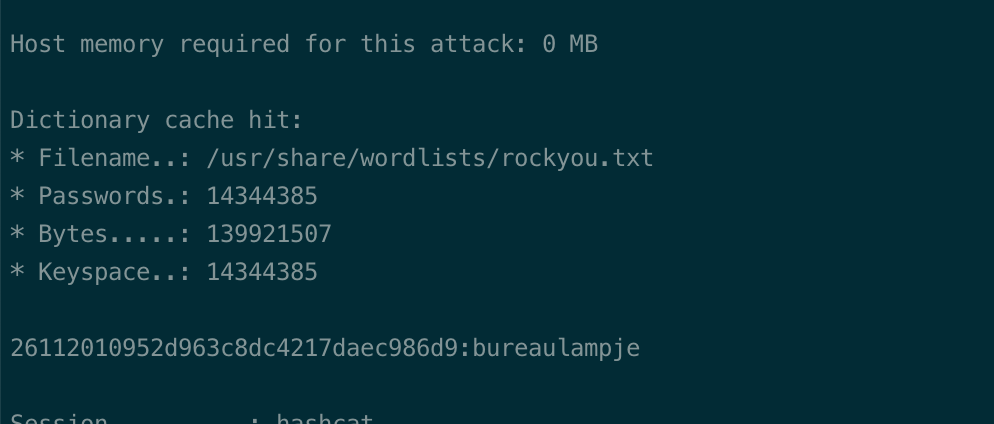 Host memory required for this attack: 0 MB
Dictionary cache hit:
* Filename..: /usr/share/wordlists/rockyou.txt
* Passwords.: 14344385
* Bytes.....: 139921507
* Keyspace..: 14344385
26112010952d963c8dc4217daec986d9:bureaulampje
Session..........: hashcat